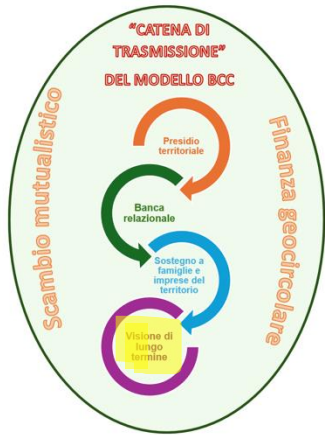 “CATENA DI
TRASMISSIONE”
DEL MODELLO BCC
Scambio mutualistico
Presidio
territoriale
Banca
relazionale
Sostegno a
famiglie e
imprese del
territorio
Visione di
lungo
termine
Finanza geocircolare